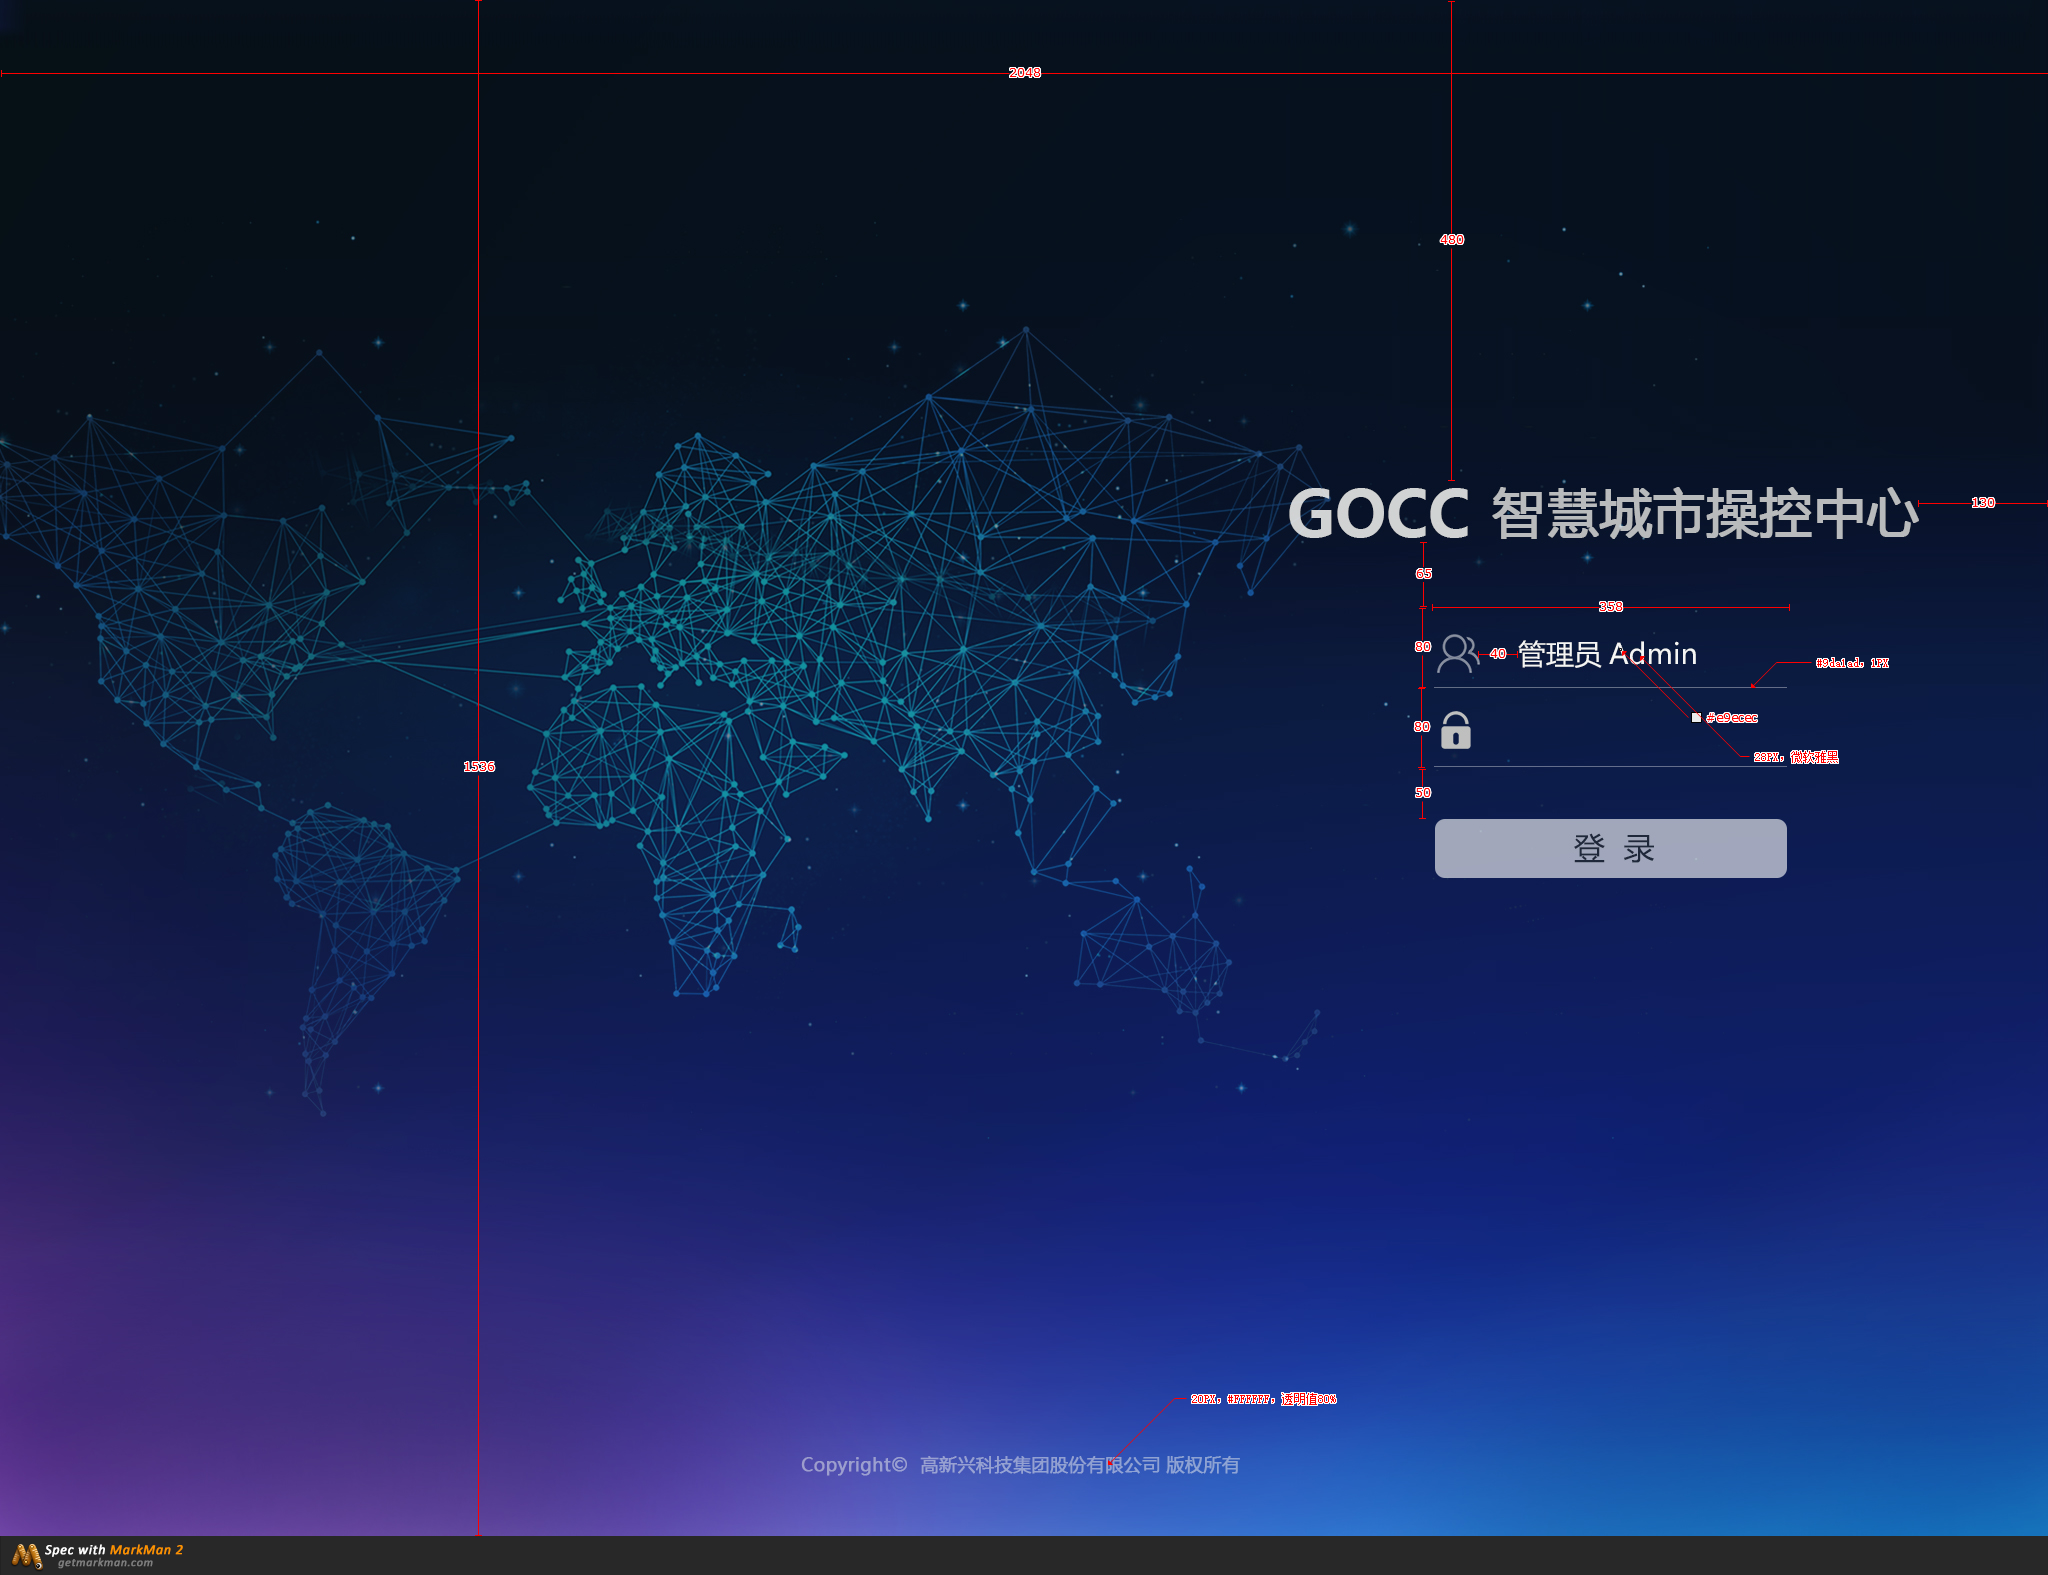 2048
480
GOCC 智慧城市操控中心
130
65
358
80
40
管理员 Admin
#9da1ad，1PX
80
#e9ecec
28PX，微软雅黑
1536
50
登 录
20PX，#FFFFFF，透明值80%
Copyright© 高新兴科技集团股份有限公司 版权所有
Spec with MarkMan 2
getmarkman.com